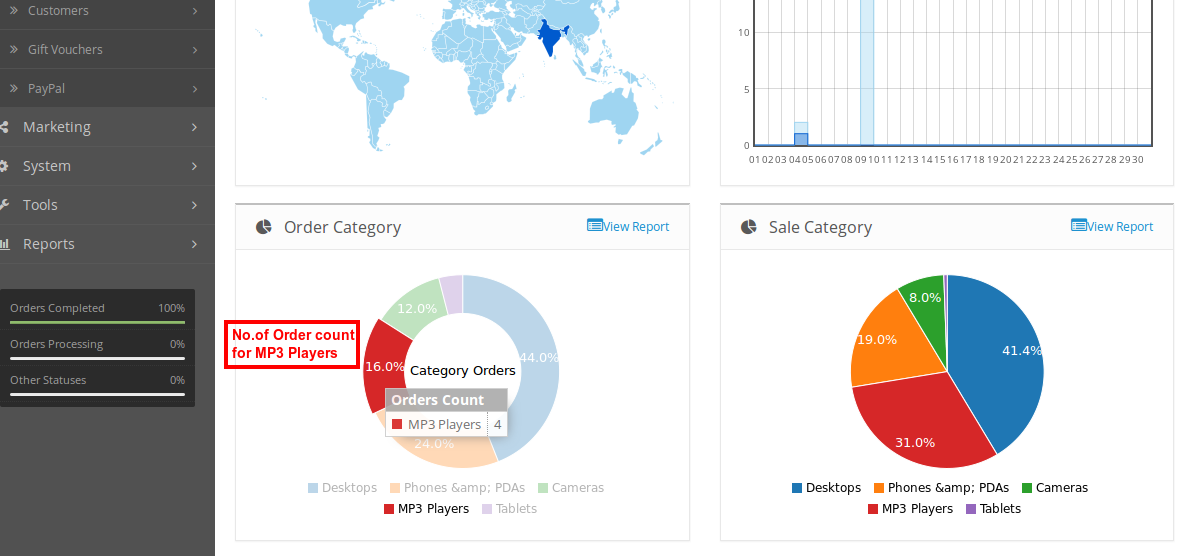 Customers
Gift Vouchers
PayPal
Marketing
System
Tools
Reports
Orders Completed 100%
Orders Processing 0%
Other Statuses 0%
10
5
0
01 02 03 04 05 06 07 08 09 10 11 12 13 14 15 16 17 18 19 20 21 22 23 24 25 26 27 28 29 30
Order Category View Report
12.0%
44.0%
16.0%
24.0%
Category Orders
No.of Order count
for MP3 Players
Orders Count
MP3 Players 4
Desktops Phones &amp; PDAs Cameras
MP3 Players Tablets
Sale Category View Report
8.0%
19.0%
41.4%
31.0%
Desktops Phones &amp; PDAs Cameras
MP3 Players Tablets